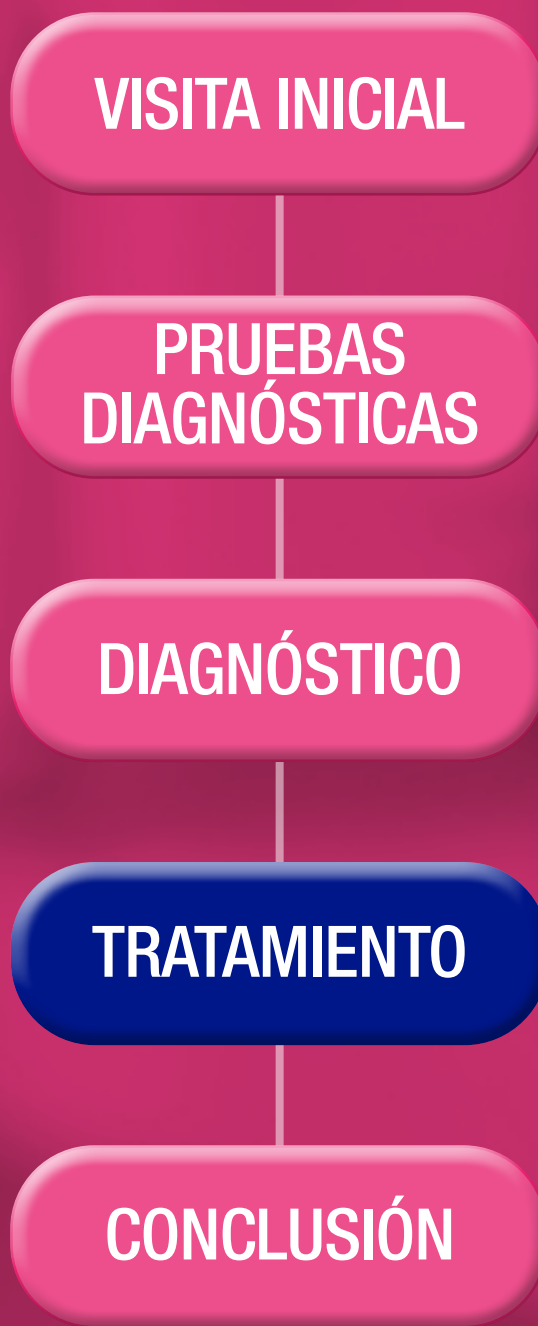 VISITA INICIAL
PRUEBAS
DIAGNÓSTICAS
DIAGNÓSTICO
TRATAMIENTO
CONCLUSIÓN